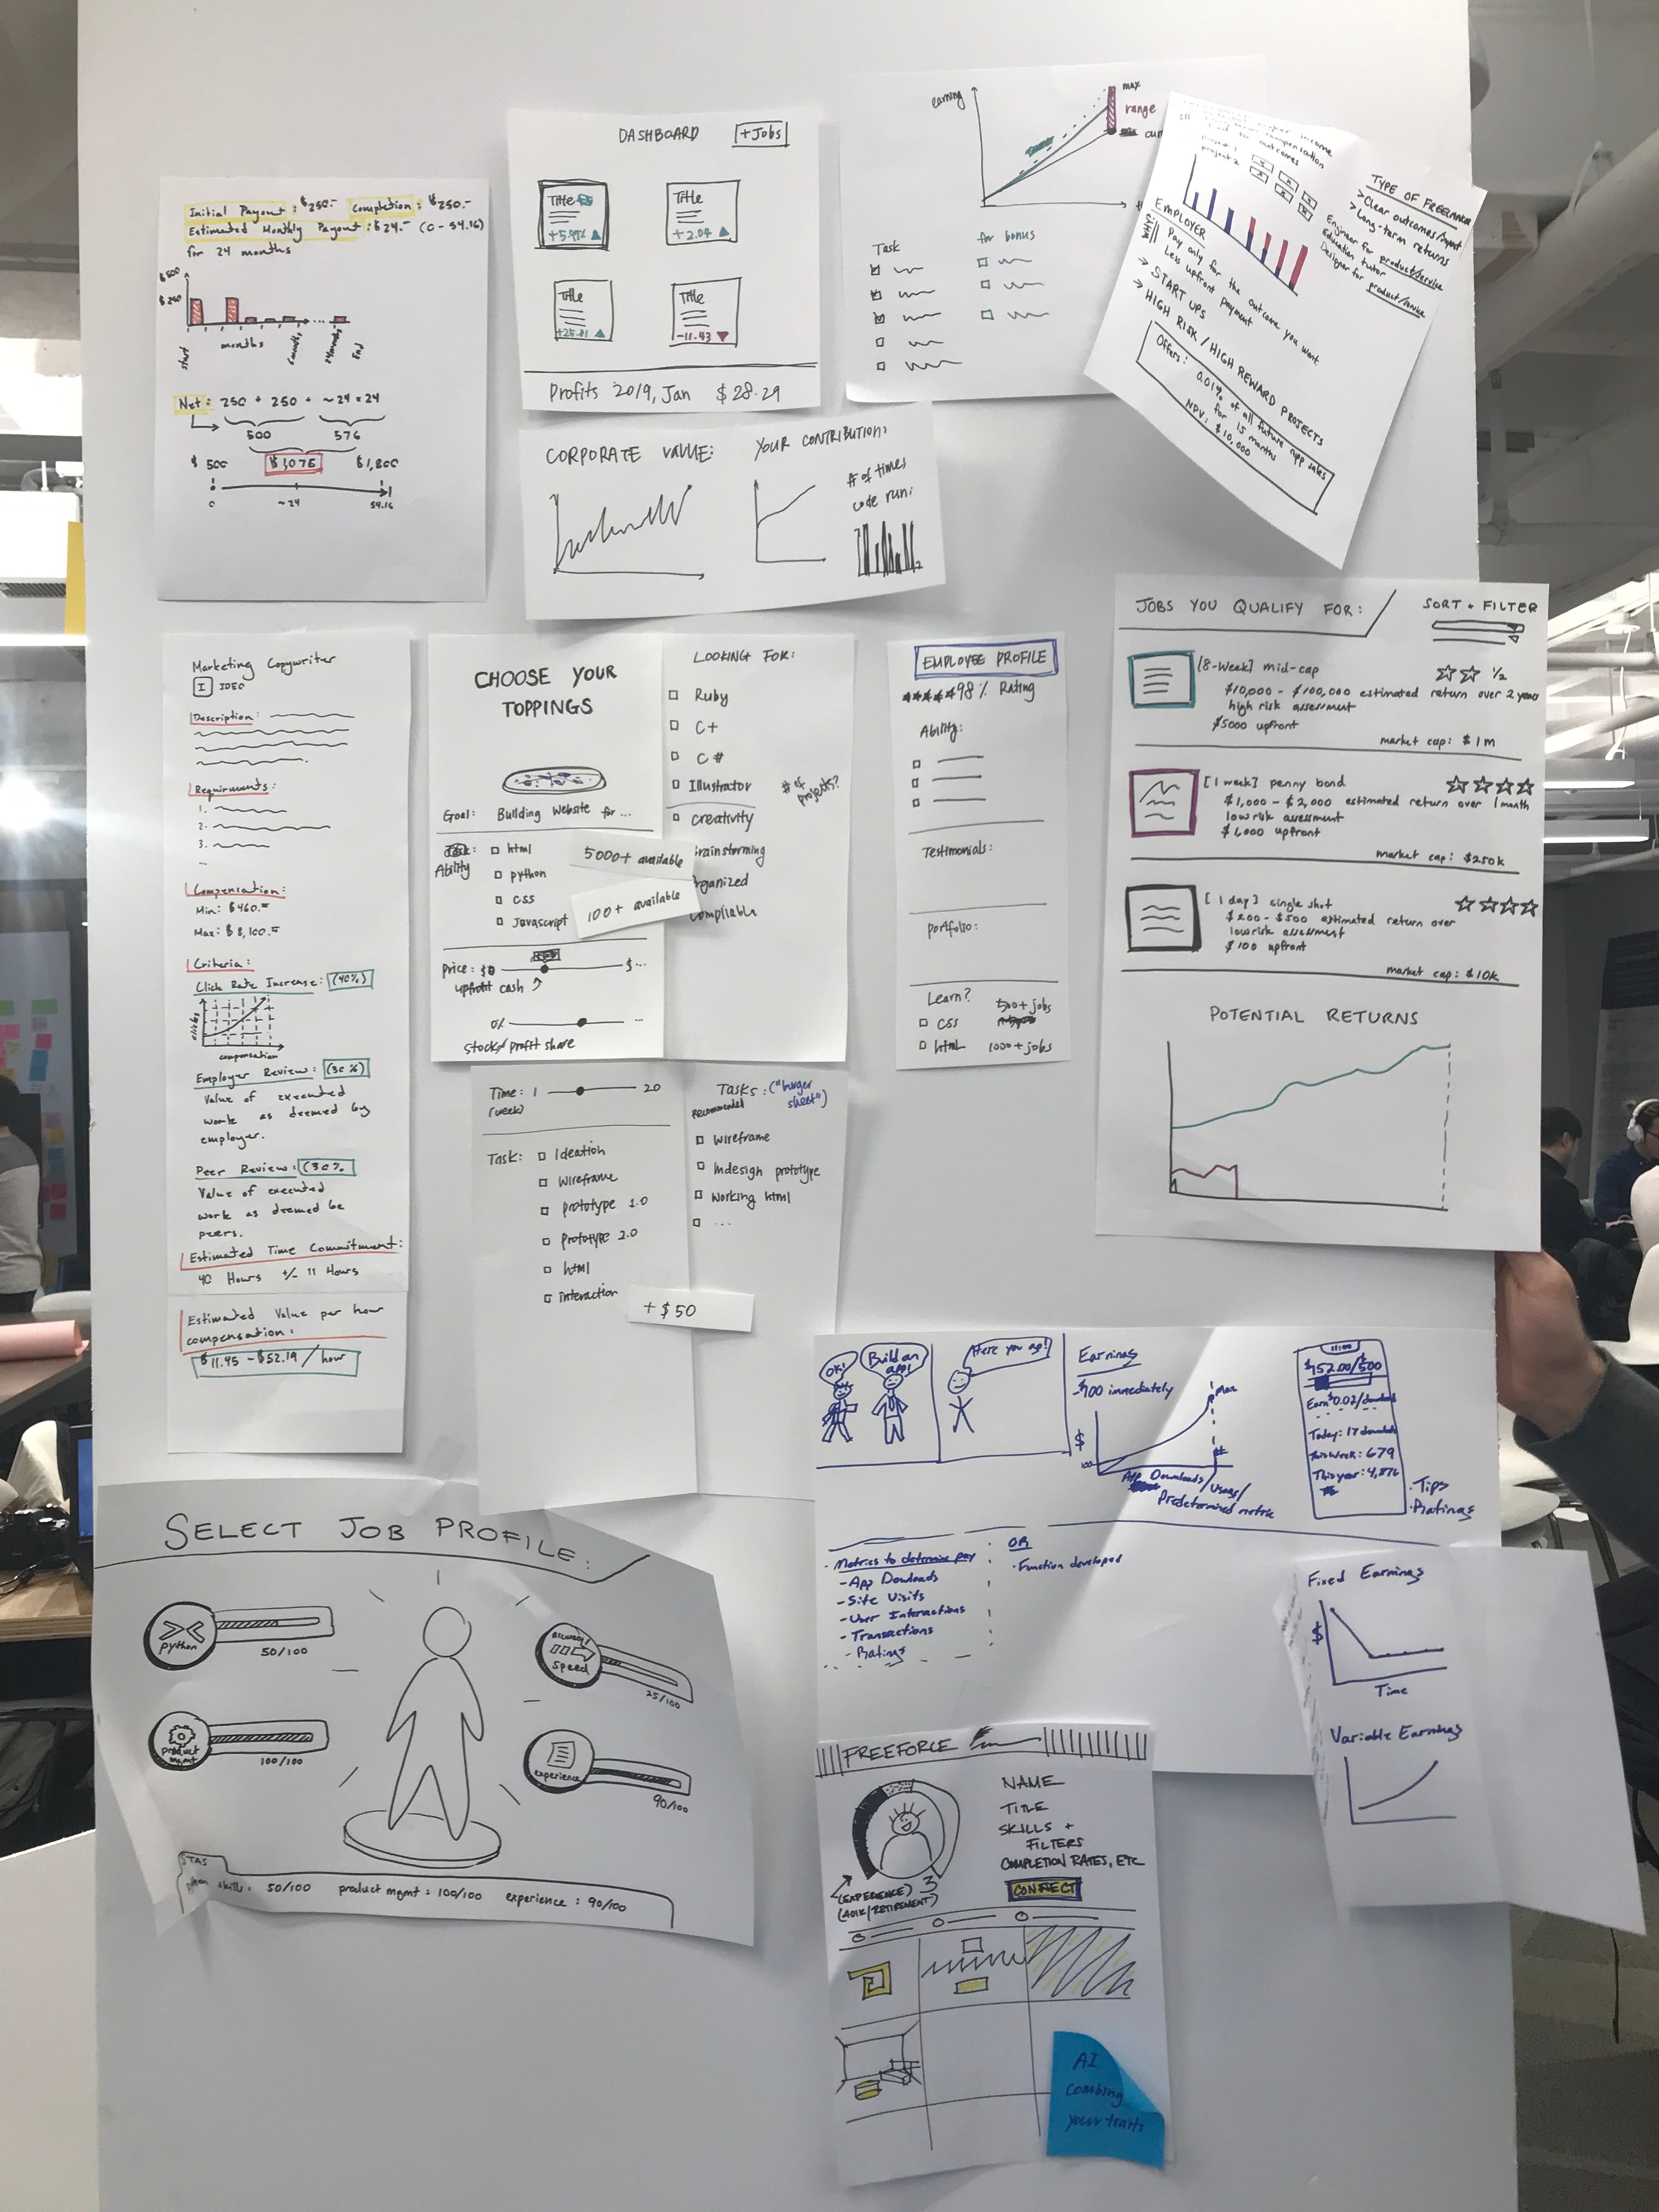 Initial Payout : $250.- Completion : $250.-
Estimated Monthly Payout : $24.- (0 - 54.16)
for 24 months
$500
$250
start
months
6 months
24 months
End
Net : 250 + 250 + ~24 × 24
500 576
$500 $1,076 $1,800
0 ~24 54.16
DASHBOARD +Jobs
Title
+5.
Title
+2.04
Title
+25.81
Title
-11.43
Profits 2019, Jan $28.29
earning
max
range
Task for bonus
income
compensation
outcomes
project 1
project 2
TYPE OF FREELANCE
> Clear outcomes/
> Long-term returns
Engineer for product/service
Education tutor
Designer for product/service
EMPLOYER
Pay only for the outcome you want.
Less upfront payment
→ START UPS
→ HIGH RISK / HIGH REWARD PROJECTS
Offers: 0.01% of all future app sales
for 15 months
NPV: $10,000
CORPORATE VALUE:
YOUR CONTRIBUTION:
# of times
code run:
Marketing Copywriter
I IDEO
Description:
Requirments:
1.
2.
3.
...
Compensation:
Min: $460.=
Max: $8,100.=
Criteria:
Click Rate Increase: (40%)
clicks
compensation
Employer Review: (30%)
Value of executed
work as deemed by
employer.
Peer Review: (30%
Value of executed
work as deemed be
peers.
Estimated Time Commitment:
40 Hours +/- 11 Hours
Estimated Value per hour
compensation:
$11.45 - $52.19 / hour
CHOOSE YOUR
TOPPINGS
Goal: Building website for ...
Ability
html
python
CSS
Javascript
5000+ available
100+ available
price: $0 $...
upfront cash
0% ...
stocks/profit share
LOOKING FOR:
Ruby
C+
C#
Illustrator
# of projects?
creativity
brainstorming
organized
compliable
Time: 1 20
(week)
Task: Ideation
wireframe
prototype 1.0
prototype 2.0
html
interaction
+ $50
Tasks: ("burger sheet")
Recommended
wireframe
Indesign prototype
working html
...
EMPLOYEE PROFILE
98% Rating
Ability:
Testimonials:
portfolio:
Learn?
CSS 500+ jobs
html 1000+ jobs
JOBS YOU QUALIFY FOR: SORT + FILTER
[8-Week] mid-cap 1/2
$10,000 - $100,000 estimated return over 2 years
high risk assessment
$5000 upfront
market cap: $1m
[1 week] penny bond
$1,000 - $2,000 estimated return over 1 month
low risk assessment
$1,000 upfront
market cap: $250k
[1 day] single shot
$200 - $500 estimated return over
low risk assessment
$100 upfront
market cap: $10k
POTENTIAL RETURNS
OK!
Build an app!
Here you go!
Earnings
-$100 immediately
$
100
Max
App Downloads/Usage/
Predetermined metric
$152.00/500
Earn $0.02/download
Today: 17 downloads
This week: 679
This year: 4,876
· Tips
· Ratings
· Metrics to determine pay
- App Dowloads
- Site Visits
- User Interactions
- Transactions
- Ratings
OR
· Function developed
Fixed Earnings
$
Time
Variable Earnings
SELECT JOB PROFILE:
python
50/100
product mgmt
100/100
accuracy/
speed
25/100
experience
90/100
STAS
skills: 50/100 product mgmt: 100/100 experience: 90/100
FREEFORCE
NAME
TITLE
SKILLS +
FILTERS
COMPLETION RATES, ETC
CONNECT
(EXPERIENCE)
(401K/RETIREMENT)
AI
Combing
your traits